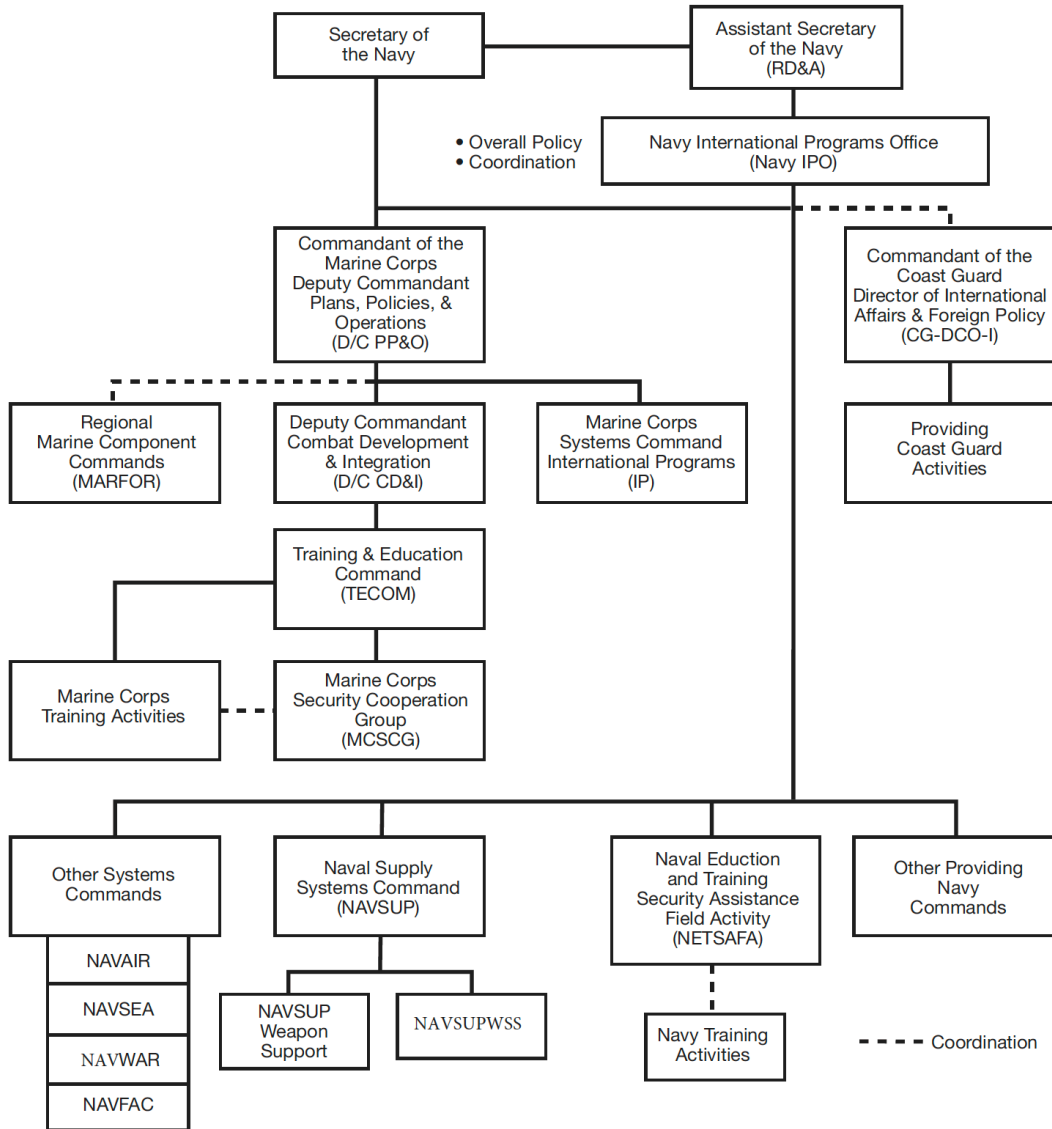 Secretary of
the Navy
Assistant Secretary
of the Navy
(RD&A)
• Overall Policy
• Coordination
Navy International Programs Office
(Navy IPO)
Commandant of the
Marine Corps
Deputy Commandant
Plans, Policies, &
Operations
(D/C PP&O)
Commandant of the
Coast Guard
Director of International
Affairs & Foreign Policy
(CG-DCO-I)
Regional
Marine Component
Commands
(MARFOR)
Deputy Commandant
Combat Development
& Integration
(D/C CD&I)
Marine Corps
Systems Command
International Programs
(IP)
Providing
Coast Guard
Activities
Training & Education
Command
(TECOM)
Marine Corps
Training Activities
Marine Corps
Security Cooperation
Group
(MCSCG)
Other Systems
Commands
Naval Supply
Systems Command
(NAVSUP)
Naval Eduction
and Training
Security Assistance
Field Activity
(NETSAFA)
Other Providing
Navy
Commands
NAVAIR
NAVSEA
NAVWAR
NAVFAC
NAVSUP
Weapon
Support
NAVSUPWSS
Navy Training
Activities
Coordination